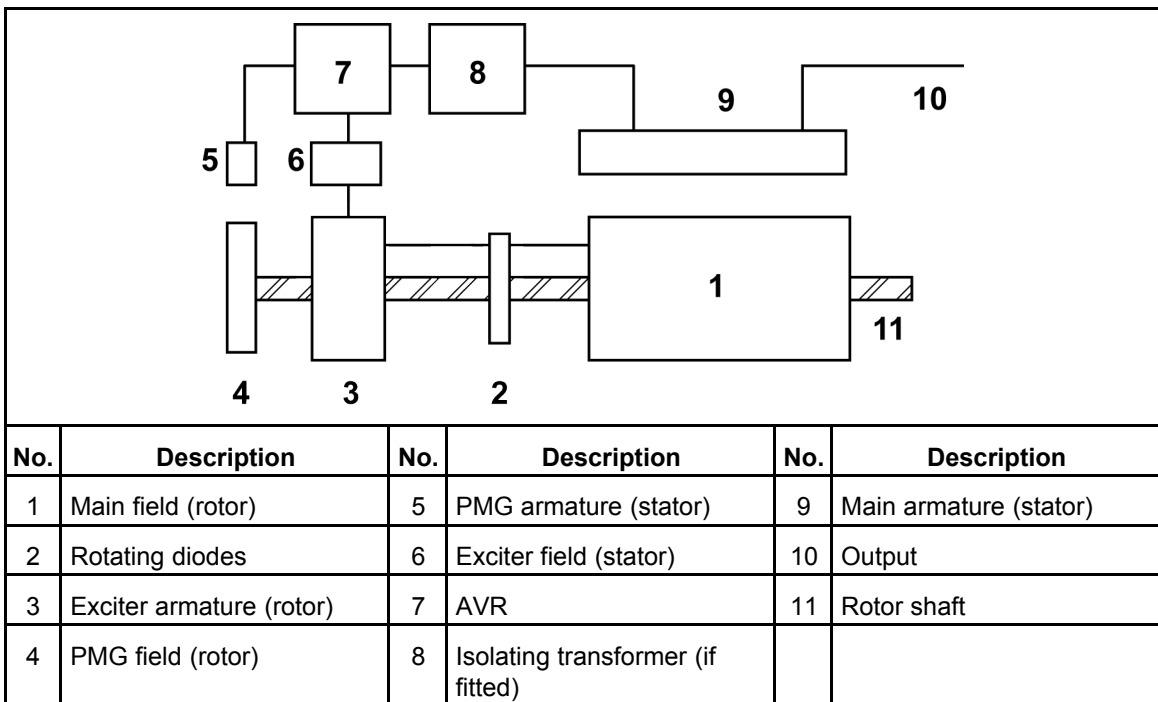 7
8
9
10
5
6
1
11
4
3
2
No. Description No. Description No. Description
1 Main field (rotor) 5 PMG armature (stator) 9 Main armature (stator)
2 Rotating diodes 6 Exciter field (stator) 10 Output
3 Exciter armature (rotor) 7 AVR 11 Rotor shaft
4 PMG field (rotor) 8 Isolating transformer (if
fitted)